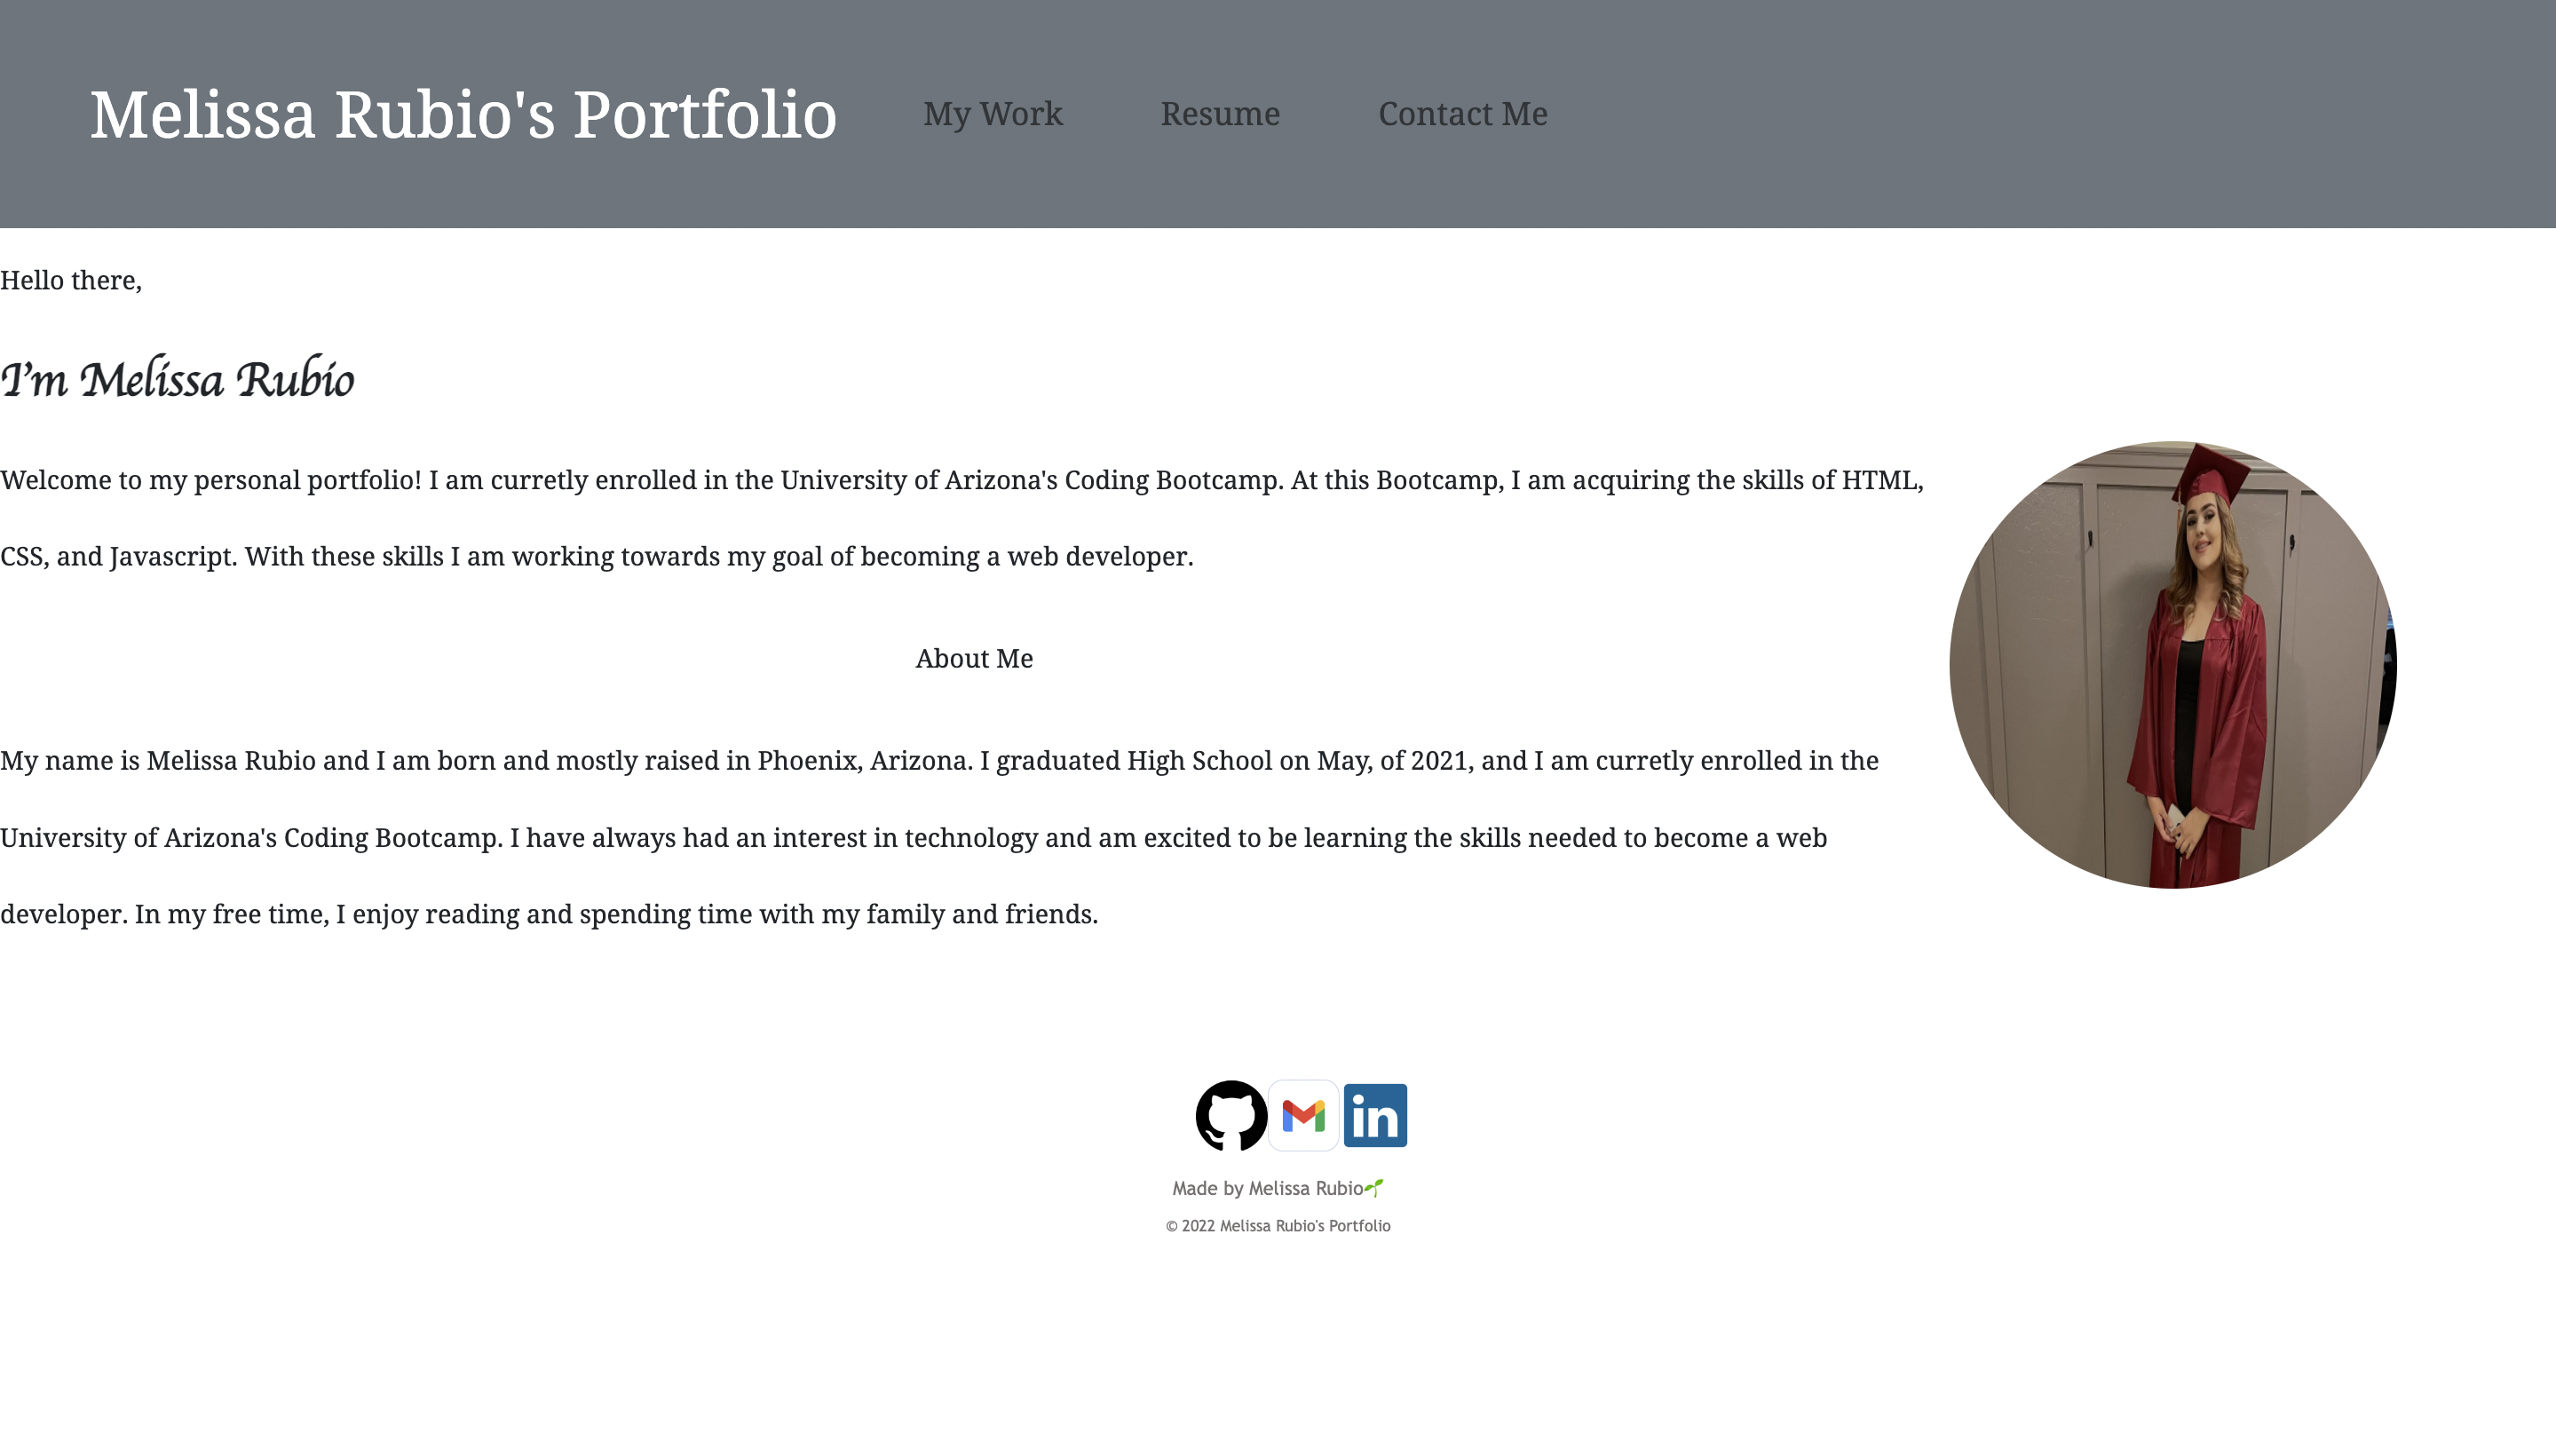 Melissa Rubio's Portfolio
My Work
Resume
Contact Me
Hello there,
I'm Melissa Rubio
Welcome to my personal portfolio! I am curretly enrolled in the University of Arizona's Coding Bootcamp. At this Bootcamp, I am acquiring the skills of HTML,
CSS, and Javascript. With these skills I am working towards my goal of becoming a web developer.
About Me
My name is Melissa Rubio and I am born and mostly raised in Phoenix, Arizona. I graduated High School on May, of 2021, and I am curretly enrolled in the
University of Arizona's Coding Bootcamp. I have always had an interest in technology and am excited to be learning the skills needed to become a web
developer. In my free time, I enjoy reading and spending time with my family and friends.
in
Made by Melissa Rubio🌱
© 2022 Melissa Rubio's Portfolio